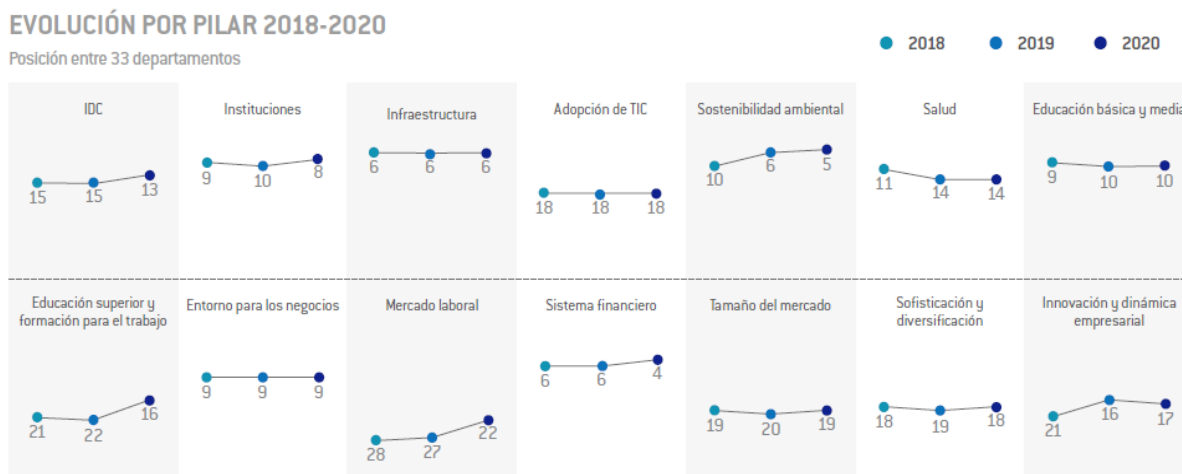 EVOLUCIÓN POR PILAR 2018-2020
Posición entre 33 departamentos
2018 2019 2020
IDC
15 15 13
Instituciones
9 10 8
Infraestructura
6 6 6
Adopción de TIC
18 18 18
Sostenibilidad ambiental
10 6 5
Salud
11 14 14
Educación básica y media
9 10 10
Educación superior y
formación para el trabajo
21 22 16
Entorno para los negocios
9 9 9
Mercado laboral
28 27 22
Sistema financiero
6 6 4
Tamaño del mercado
19 20 19
Sofisticación y
diversificación
18 19 18
Innovación y dinámica
empresarial
21 16 17